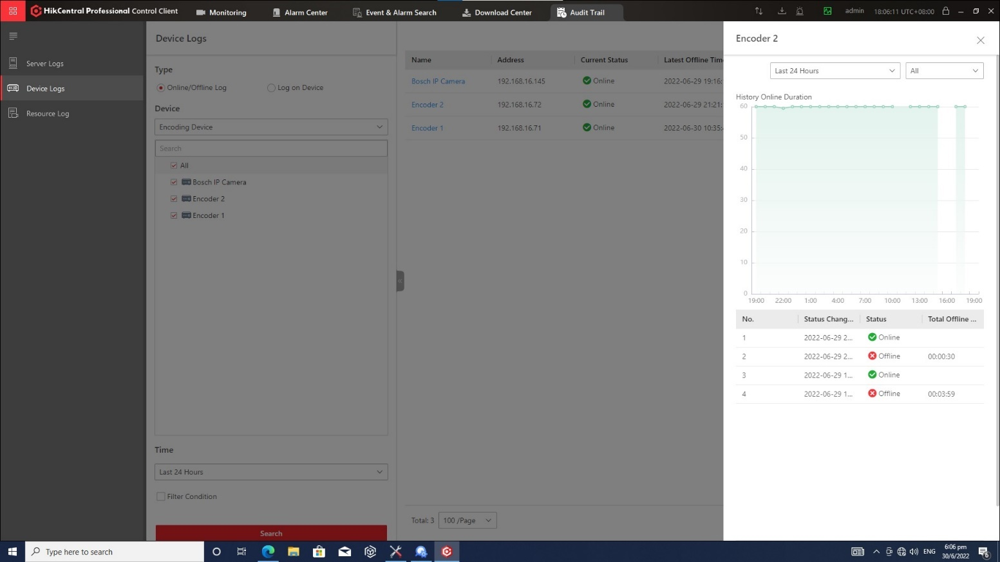 HikCentral Professional Control Client
Monitoring
Alarm Center
Event & Alarm Search
Download Center
Audit Trail
admin
18:06:11 UTC+08:00
Server Logs
Device Logs
Resource Log
Device Logs
Type
Online/Offline Log
Log on Device
Device
Encoding Device
Search
All
Bosch IP Camera
Encoder 2
Encoder 1
Time
Last 24 Hours
Filter Condition
Search
Name Address Current Status Latest Offline Time
Bosch IP Camera 192.168.16.145 Online 2022-06-29 19:16:
Encoder 2 192.168.16.72 Online 2022-06-29 21:21:
Encoder 1 192.168.16.71 Online 2022-06-30 10:35:
Total: 3 100 /Page
Encoder 2
Last 24 Hours
All
History Online Duration
60
50
40
30
20
10
0
19:00 22:00 1:00 4:00 7:00 10:00 13:00 16:00 19:00
No. Status Chang... Status Total Offline ...
1 2022-06-29 2... Online
2 2022-06-29 2... Offline 00:00:30
3 2022-06-29 1... Online
4 2022-06-29 1... Offline 00:03:59
Type here to search
ENG
6:06 pm
30/6/2022
6